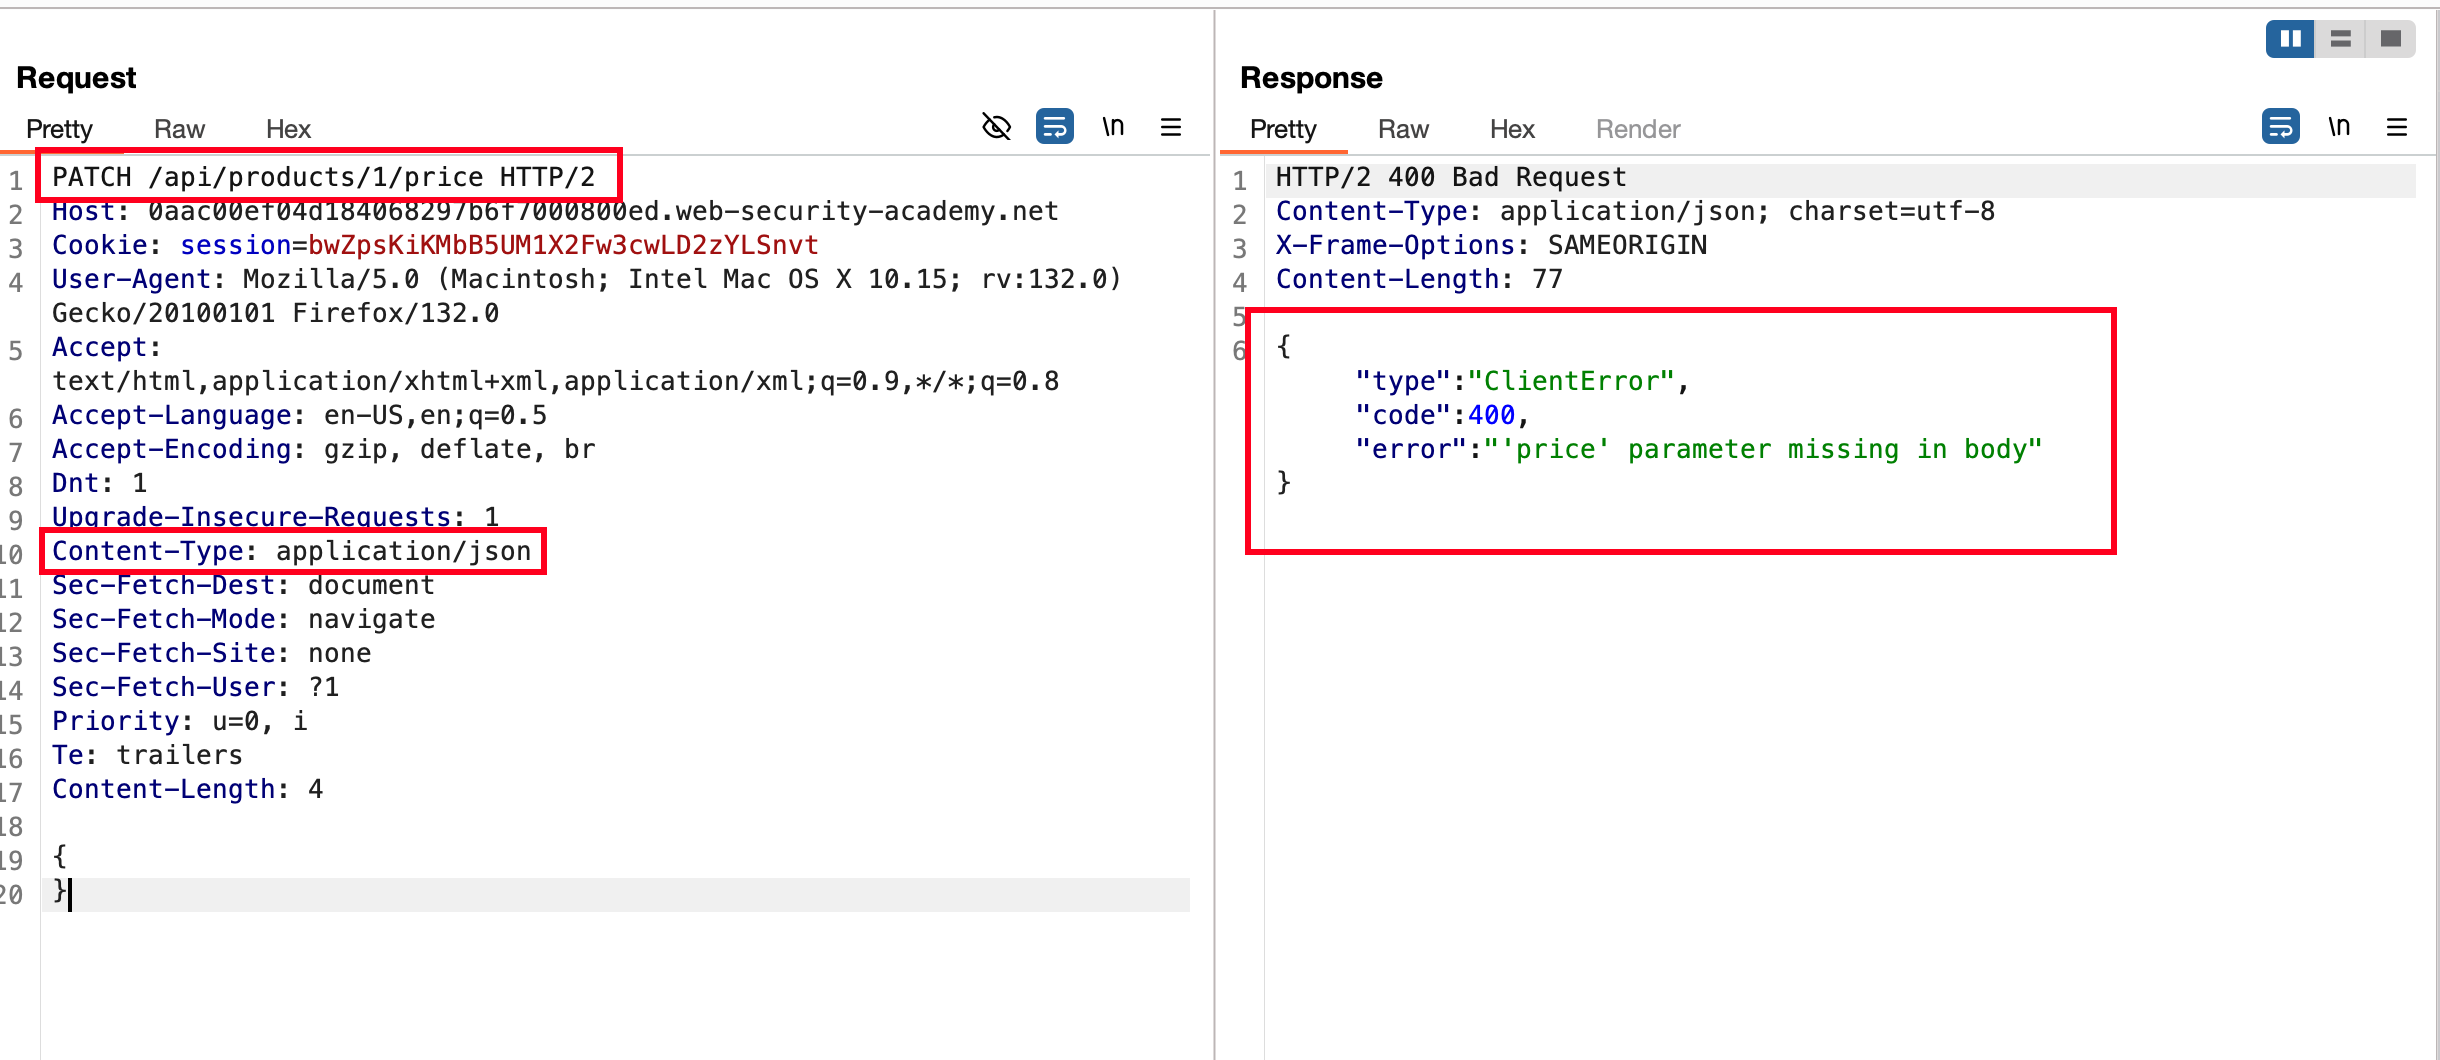 Request
Pretty Raw Hex \n
1 PATCH /api/products/1/price HTTP/2
2 Host: 0aac00ef04d184068297b6f7000800ed.web-security-academy.net
3 Cookie: session=bwZpsKiKMbB5UM1X2Fw3cwLD2zYLSnvt
4 User-Agent: Mozilla/5.0 (Macintosh; Intel Mac OS X 10.15; rv:132.0)
Gecko/20100101 Firefox/132.0
5 Accept:
text/html,application/xhtml+xml,application/xml;q=0.9,*/*;q=0.8
6 Accept-Language: en-US,en;q=0.5
7 Accept-Encoding: gzip, deflate, br
8 Dnt: 1
9 Upgrade-Insecure-Requests: 1
10 Content-Type: application/json
11 Sec-Fetch-Dest: document
12 Sec-Fetch-Mode: navigate
13 Sec-Fetch-Site: none
14 Sec-Fetch-User: ?1
15 Priority: u=0, i
16 Te: trailers
17 Content-Length: 4
18
19 {
20 }
Response
Pretty Raw Hex Render \n
1 HTTP/2 400 Bad Request
2 Content-Type: application/json; charset=utf-8
3 X-Frame-Options: SAMEORIGIN
4 Content-Length: 77
5
6 {
"type":"ClientError",
"code":400,
"error":"'price' parameter missing in body"
}